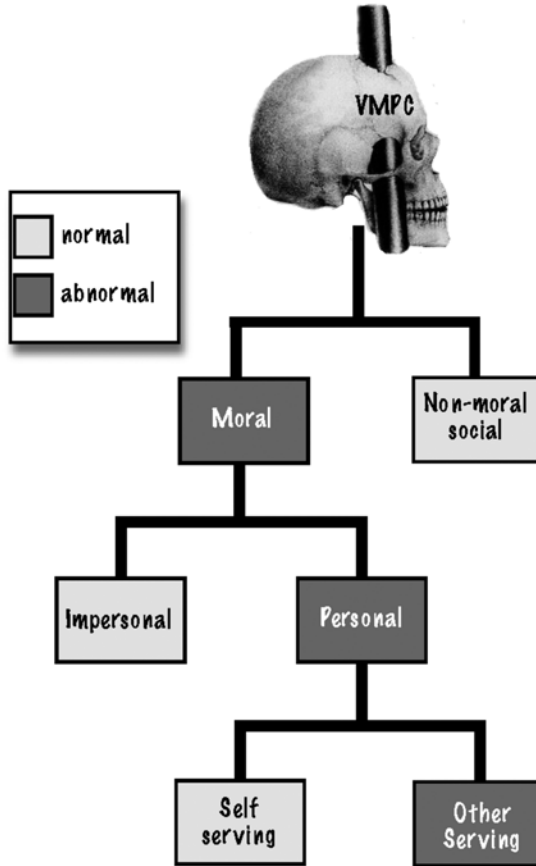 VMPC
normal
abnormal
Moral
Non-moral
social
Impersonal
Personal
Self
serving
Other
Serving